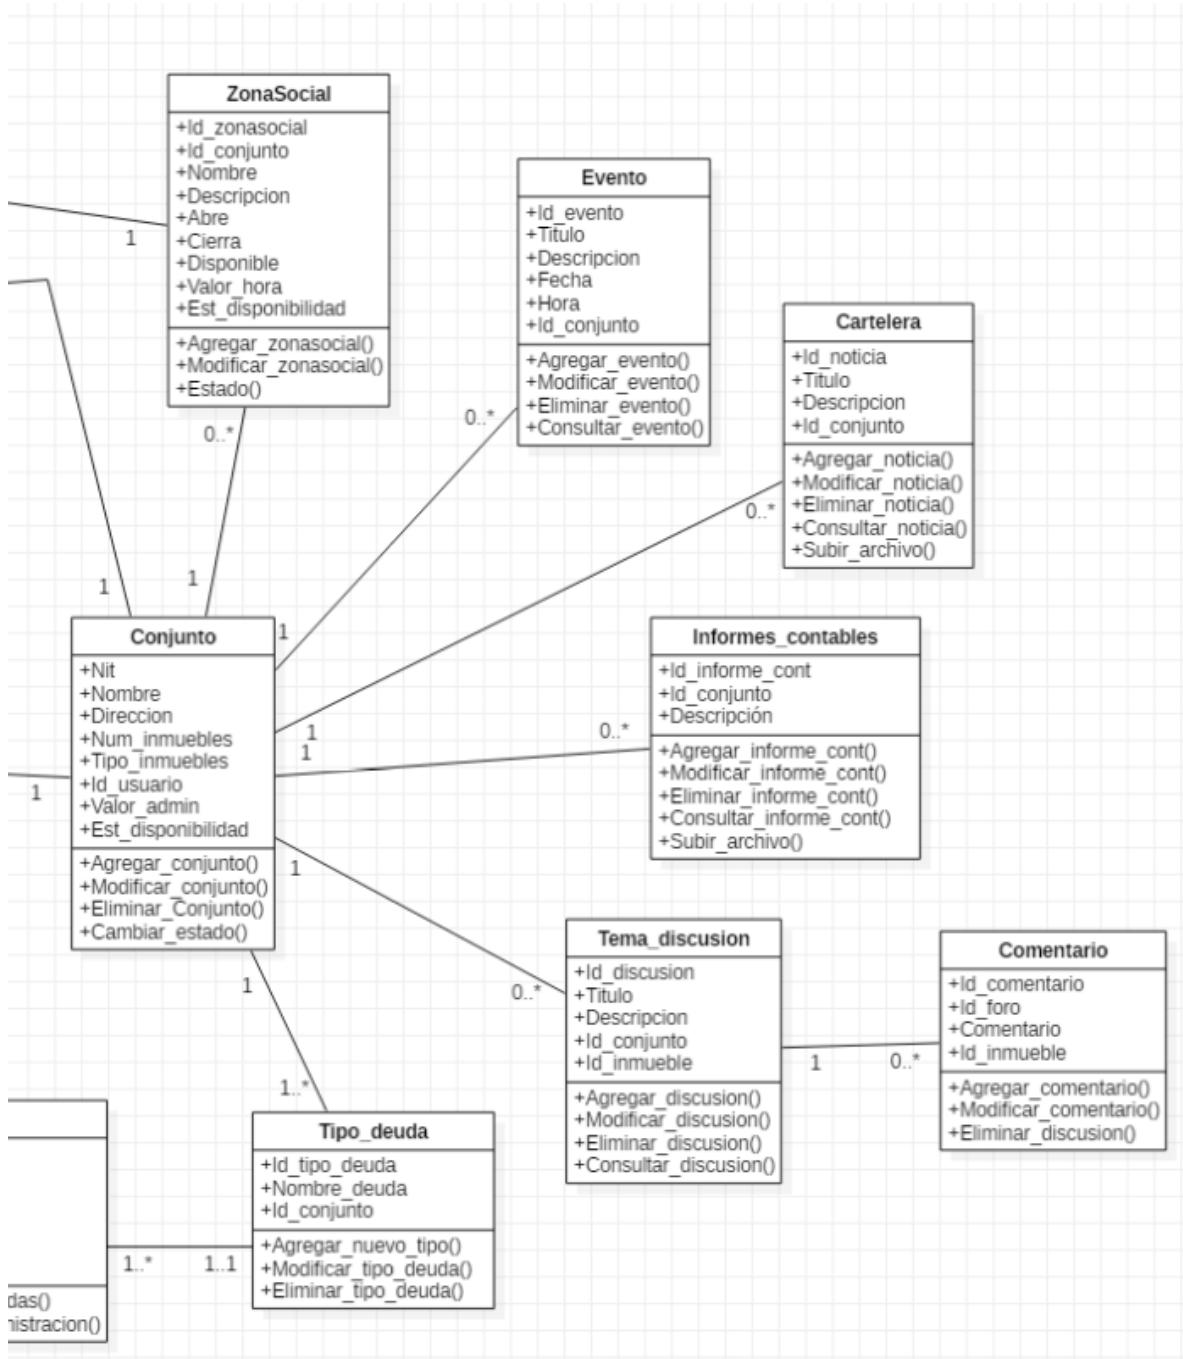 ZonaSocial
+Id_zonasocial
+Id_conjunto
+Nombre
+Descripcion
+Abre
+Cierra
+Disponible
+Valor_hora
+Est_disponibilidad
+Agregar_zonasocial()
+Modificar_zonasocial()
+Estado()
1
0..*
1
1
Evento
+Id_evento
+Titulo
+Descripcion
+Fecha
+Hora
+Id_conjunto
+Agregar_evento()
+Modificar_evento()
+Eliminar_evento()
+Consultar_evento()
0..*
1
Cartelera
+Id_noticia
+Titulo
+Descripcion
+Id_conjunto
+Agregar_noticia()
+Modificar_noticia()
+Eliminar_noticia()
+Consultar_noticia()
+Subir_archivo()
0..*
1
Conjunto
+Nit
+Nombre
+Direccion
+Num_inmuebles
+Tipo_inmuebles
+Id_usuario
+Valor_admin
+Est_disponibilidad
+Agregar_conjunto()
+Modificar_conjunto()
+Eliminar_Conjunto()
+Cambiar_estado()
1
Informes_contables
+Id_informe_cont
+Id_conjunto
+Descripción
+Agregar_informe_cont()
+Modificar_informe_cont()
+Eliminar_informe_cont()
+Consultar_informe_cont()
+Subir_archivo()
1
0..*
Tema_discusion
+Id_discusion
+Titulo
+Descripcion
+Id_conjunto
+Id_inmueble
+Agregar_discusion()
+Modificar_discusion()
+Eliminar_discusion()
+Consultar_discusion()
1
0..*
Comentario
+Id_comentario
+Id_foro
+Comentario
+Id_inmueble
+Agregar_comentario()
+Modificar_comentario()
+Eliminar_discusion()
1
0..*
Tipo_deuda
+Id_tipo_deuda
+Nombre_deuda
+Id_conjunto
+Agregar_nuevo_tipo()
+Modificar_tipo_deuda()
+Eliminar_tipo_deuda()
1
1..*
1..*
1..1
das()
nistracion()